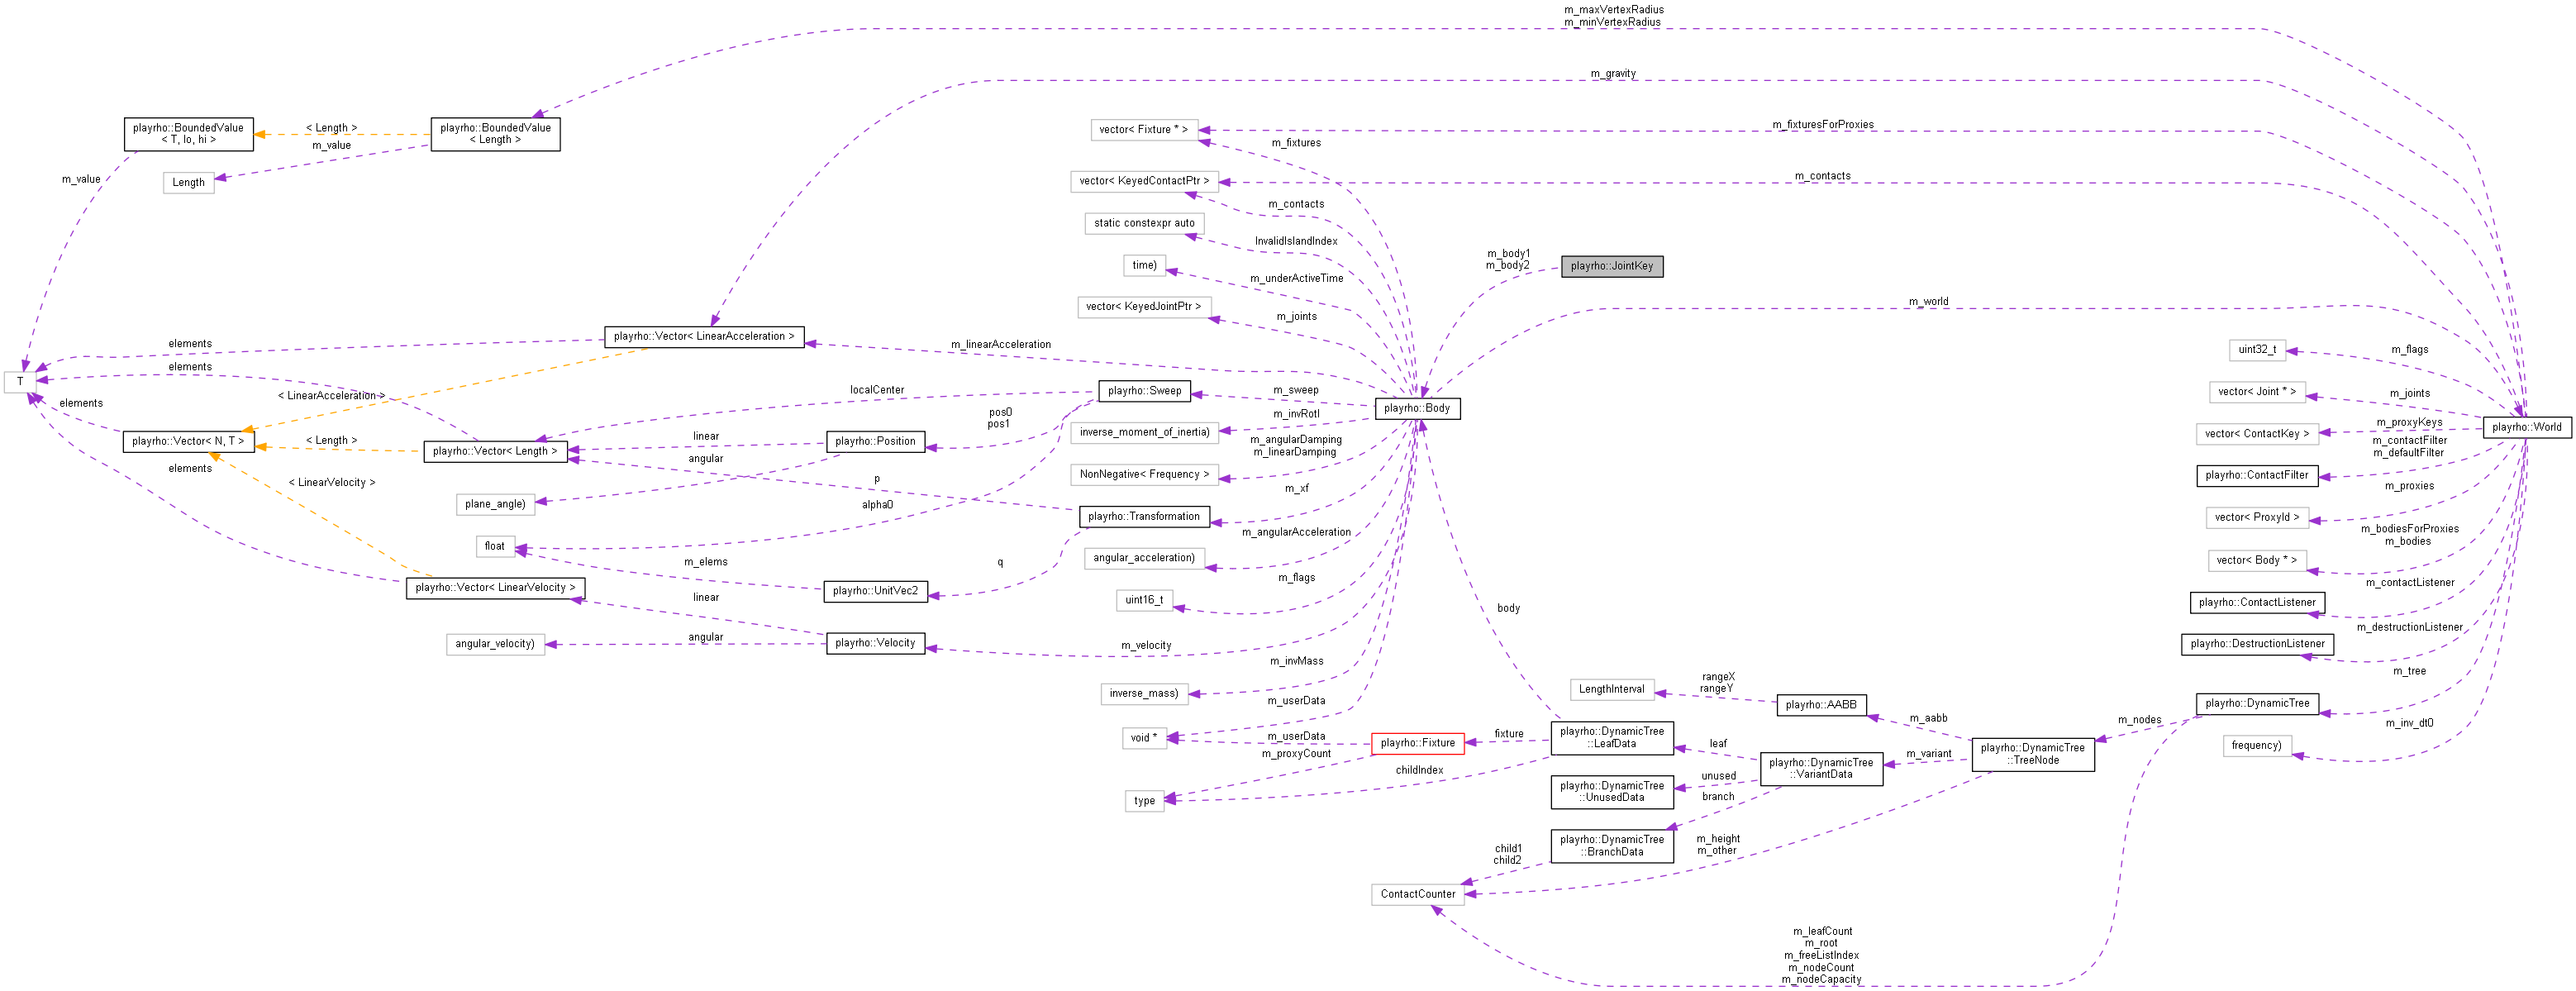 m_maxVertexRadius
m_minVertexRadius
m_gravity
playrho::BoundedValue
< T, lo, hi >
< Length >
m_value
playrho::BoundedValue
< Length >
vector< Fixture * >
m_fixtures
m_fixturesForProxies
m_value
Length
vector< KeyedContactPtr >
m_contacts
m_contacts
static constexpr auto
InvalidIslandIndex
time)
m_underActiveTime
m_body1
m_body2
playrho::JointKey
vector< KeyedJointPtr >
m_joints
m_world
playrho::Vector< LinearAcceleration >
m_linearAcceleration
elements
elements
T
elements
< LinearAcceleration >
localCenter
playrho::Sweep
m_sweep
playrho::Body
uint32_t
m_flags
vector< Joint * >
m_joints
playrho::World
pos0
pos1
m_invRotI
inverse_moment_of_inertia)
vector< ContactKey >
m_proxyKeys
playrho::Vector< N, T >
< Length >
playrho::Vector< Length >
linear
angular
playrho::Position
m_angularDamping
m_linearDamping
NonNegative< Frequency >
m_contactFilter
m_defaultFilter
playrho::ContactFilter
elements
< LinearVelocity >
plane_angle)
p
alpha0
m_xf
playrho::Transformation
m_proxies
vector< ProxyId >
float
m_elems
q
m_angularAcceleration
angular_acceleration)
m_bodiesForProxies
m_bodies
vector< Body * >
playrho::Vector< LinearVelocity >
linear
playrho::UnitVec2
m_flags
uint16_t
body
m_contactListener
playrho::ContactListener
angular_velocity)
angular
playrho::Velocity
m_velocity
m_destructionListener
playrho::DestructionListener
m_invMass
inverse_mass)
LengthInterval
rangeX
rangeY
playrho::AABB
m_tree
playrho::DynamicTree
m_userData
void *
m_userData
m_proxyCount
playrho::Fixture
fixture
playrho::DynamicTree
::LeafData
leaf
m_aabb
m_nodes
m_inv_dt0
frequency)
m_variant
playrho::DynamicTree
::TreeNode
type
childIndex
unused
playrho::DynamicTree
::VariantData
playrho::DynamicTree
::UnusedData
branch
playrho::DynamicTree
::BranchData
child1
child2
m_height
m_other
ContactCounter
m_leafCount
m_root
m_freeListIndex
m_nodeCount
m_nodeCapacity